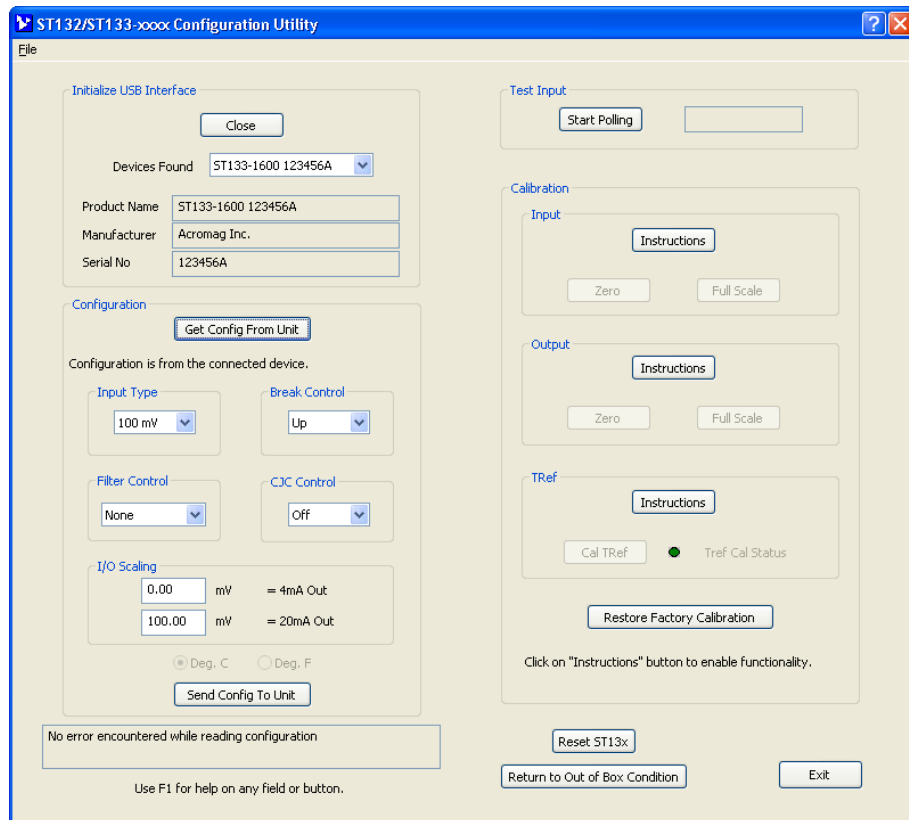 ST132/ST133-xxxx Configuration Utility
File
Initialize USB Interface
Close
Devices Found ST133-1600 123456A
Product Name ST133-1600 123456A
Manufacturer Acromag Inc.
Serial No 123456A
Configuration
Get Config From Unit
Configuration is from the connected device.
Input Type
100 mV
Break Control
Up
Filter Control
None
CJC Control
Off
I/O Scaling
0.00 mV = 4mA Out
100.00 mV = 20mA Out
Deg. C Deg. F
Send Config To Unit
No error encountered while reading configuration
Use F1 for help on any field or button.
Test Input
Start Polling
Calibration
Input
Instructions
Zero Full Scale
Output
Instructions
Zero Full Scale
TRef
Instructions
Cal TRef Tref Cal Status
Restore Factory Calibration
Click on "Instructions" button to enable functionality.
Reset ST13x
Return to Out of Box Condition
Exit